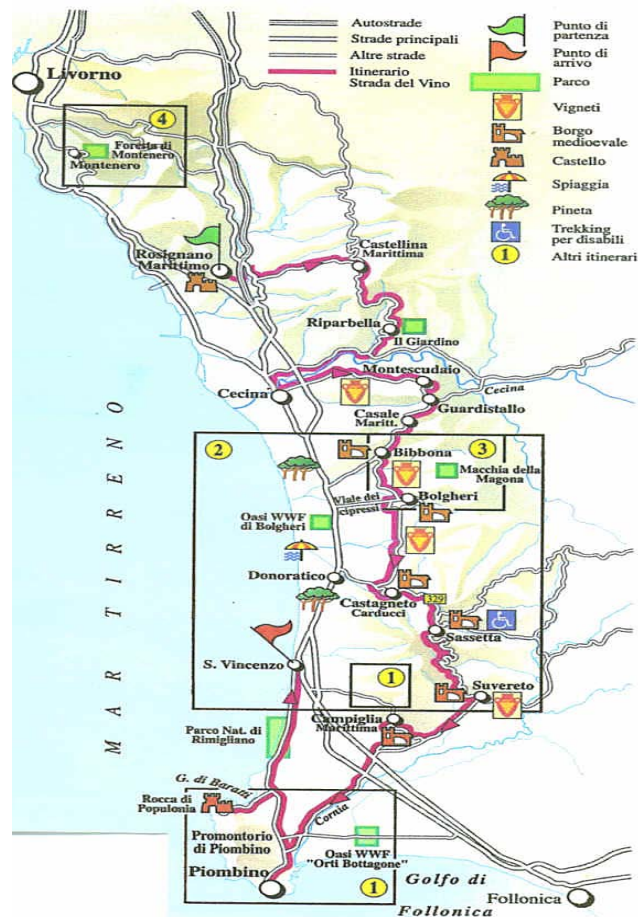 Autostrade
Strade principali
Altre strade
Itinerario
Strada del Vino
Punto di
partenza
Punto di
arrivo
Parco
Vigneti
Borgo
medioevale
Castello
Spiaggia
Pineta
Trekking
per disabili
1
Altri itinerari
Livorno
4
Foresta di
Montenero
Montenero
Rosignano
Marittimo
Castellina
Marittima
Riparbella
Il Giardino
Montescudaio
Cecina
Cecina
Guardistallo
Casale
Maritt.
2
3
Bibbona
Macchia della
Magona
Viale dei
cipressi
Bolgheri
Oasi WWF
di Bolgheri
Donoratico
Castagneto
Carducci
329
Sassetta
S. Vincenzo
1
Suvereto
Campiglia
Marittima
Parco Nat. di
Rimigliano
G. di Baratti
Rocca di
Populonia
Cornia
Promontorio
di Piombino
Oasi WWF
"Orti Bottagone"
Piombino
1
Golfo di
Follonica
Follonica
MAR TIRRENO